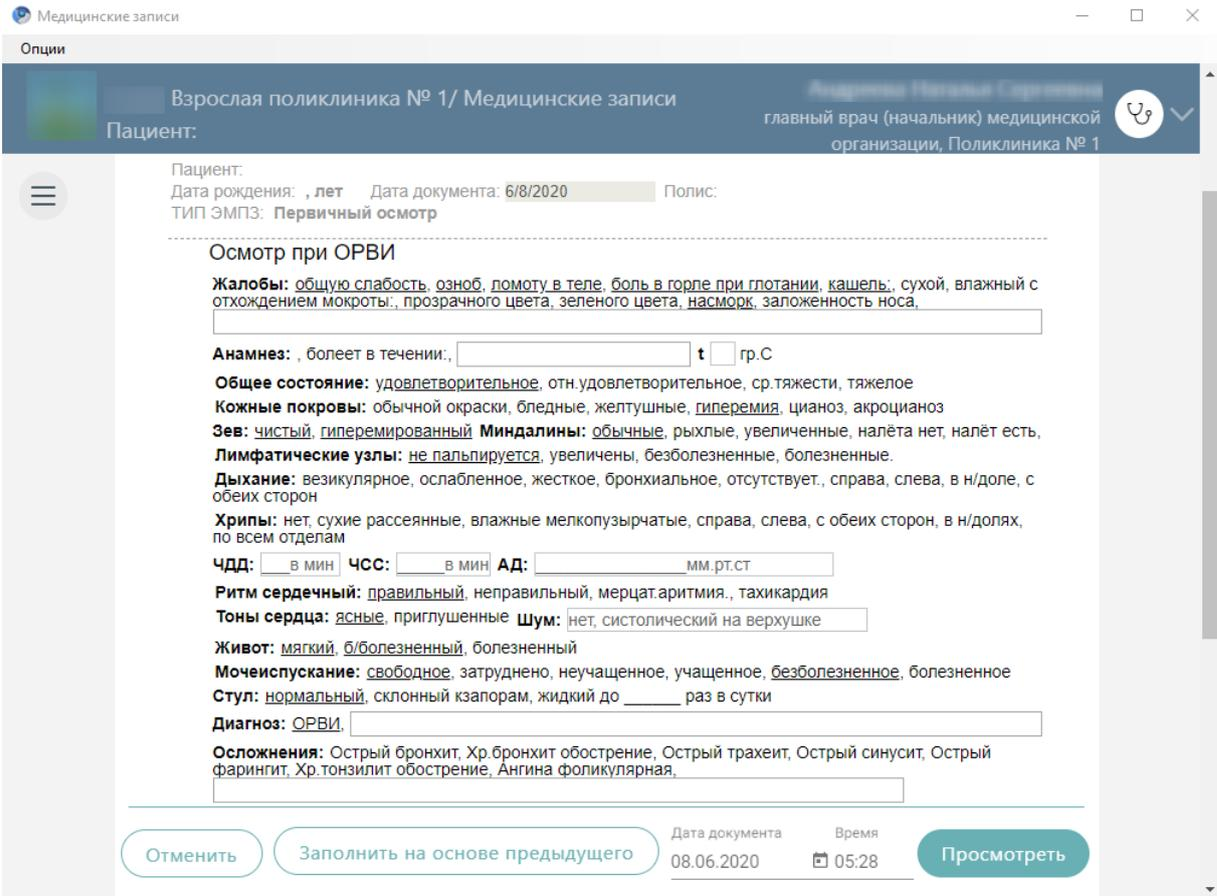 Медицинские записи
Опции
Взрослая поликлиника № 1/ Медицинские записи
Пациент:
главный врач (начальник) медицинской
организации, Поликлиника № 1
Пациент:
Дата рождения: , лет Дата документа: 6/8/2020 Полис:
ТИП ЭМПЗ: Первичный осмотр
Осмотр при ОРВИ
Жалобы: общую слабость, озноб, ломоту в теле, боль в горле при глотании, кашель:, сухой, влажный с
отхождением мокроты:, прозрачного цвета, зеленого цвета, насморк, заложенность носа,
Анамнез: , болеет в течении:, t гр.С
Общее состояние: удовлетворительное, отн.удовлетворительное, ср.тяжести, тяжелое
Кожные покровы: обычной окраски, бледные, желтушные, гиперемия, цианоз, акроцианоз
Зев: чистый, гиперемированный Миндалины: обычные, рыхлые, увеличенные, налёта нет, налёт есть,
Лимфатические узлы: не пальпируется, увеличены, безболезненные, болезненные.
Дыхание: везикулярное, ослабленное, жесткое, бронхиальное, отсутствует., справа, слева, в н/доле, с
обеих сторон
Хрипы: нет, сухие рассеянные, влажные мелкопузырчатые, справа, слева, с обеих сторон, в н/долях,
по всем отделам
ЧДД: ___в мин ЧСС: _____в мин АД: ________________мм.рт.ст
Ритм сердечный: правильный, неправильный, мерцат.аритмия., тахикардия
Тоны сердца: ясные, приглушенные Шум: нет, систолический на верхушке
Живот: мягкий, б/болезненный, болезненный
Мочеиспускание: свободное, затруднено, неучащенное, учащенное, безболезненное, болезненное
Стул: нормальный, склонный кзапорам, жидкий до ______ раз в сутки
Диагноз: ОРВИ,
Осложнения: Острый бронхит, Хр.бронхит обострение, Острый трахеит, Острый синусит, Острый
фарингит, Хр.тонзилит обострение, Ангина фоликулярная,
Отменить
Заполнить на основе предыдущего
Дата документа Время
08.06.2020 05:28
Просмотреть